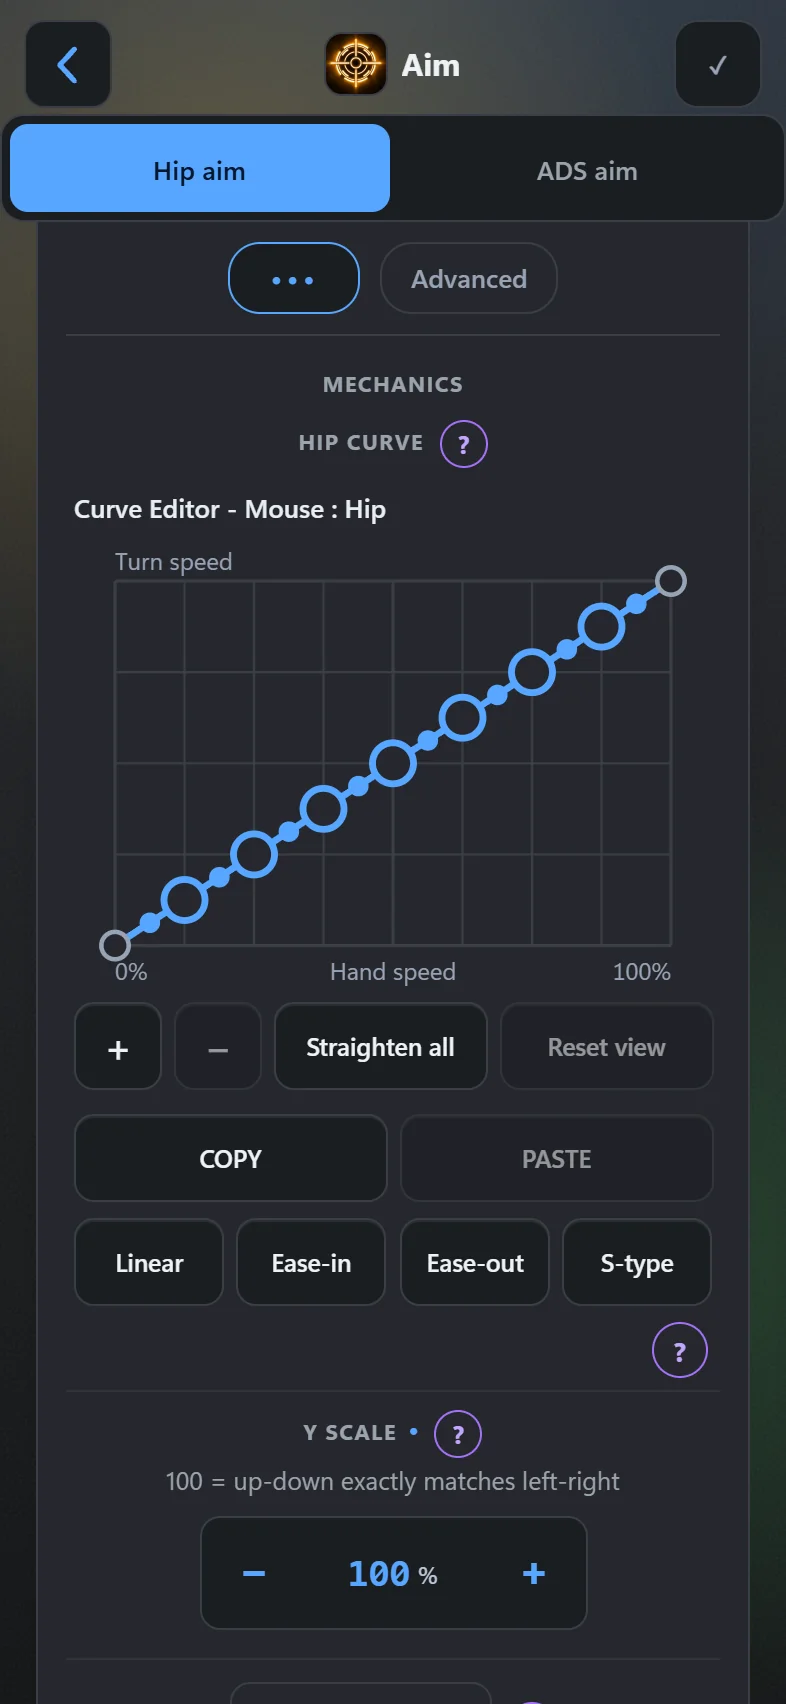 Aim
✓
Hip aim
ADS aim
...
Advanced
MECHANICS
HIP CURVE ?
Curve Editor - Mouse : Hip
Turn speed
0% Hand speed 100%
+ − Straighten all Reset view
COPY PASTE
Linear Ease-in Ease-out S-type
?
Y SCALE • ?
100 = up-down exactly matches left-right
− 100 % +